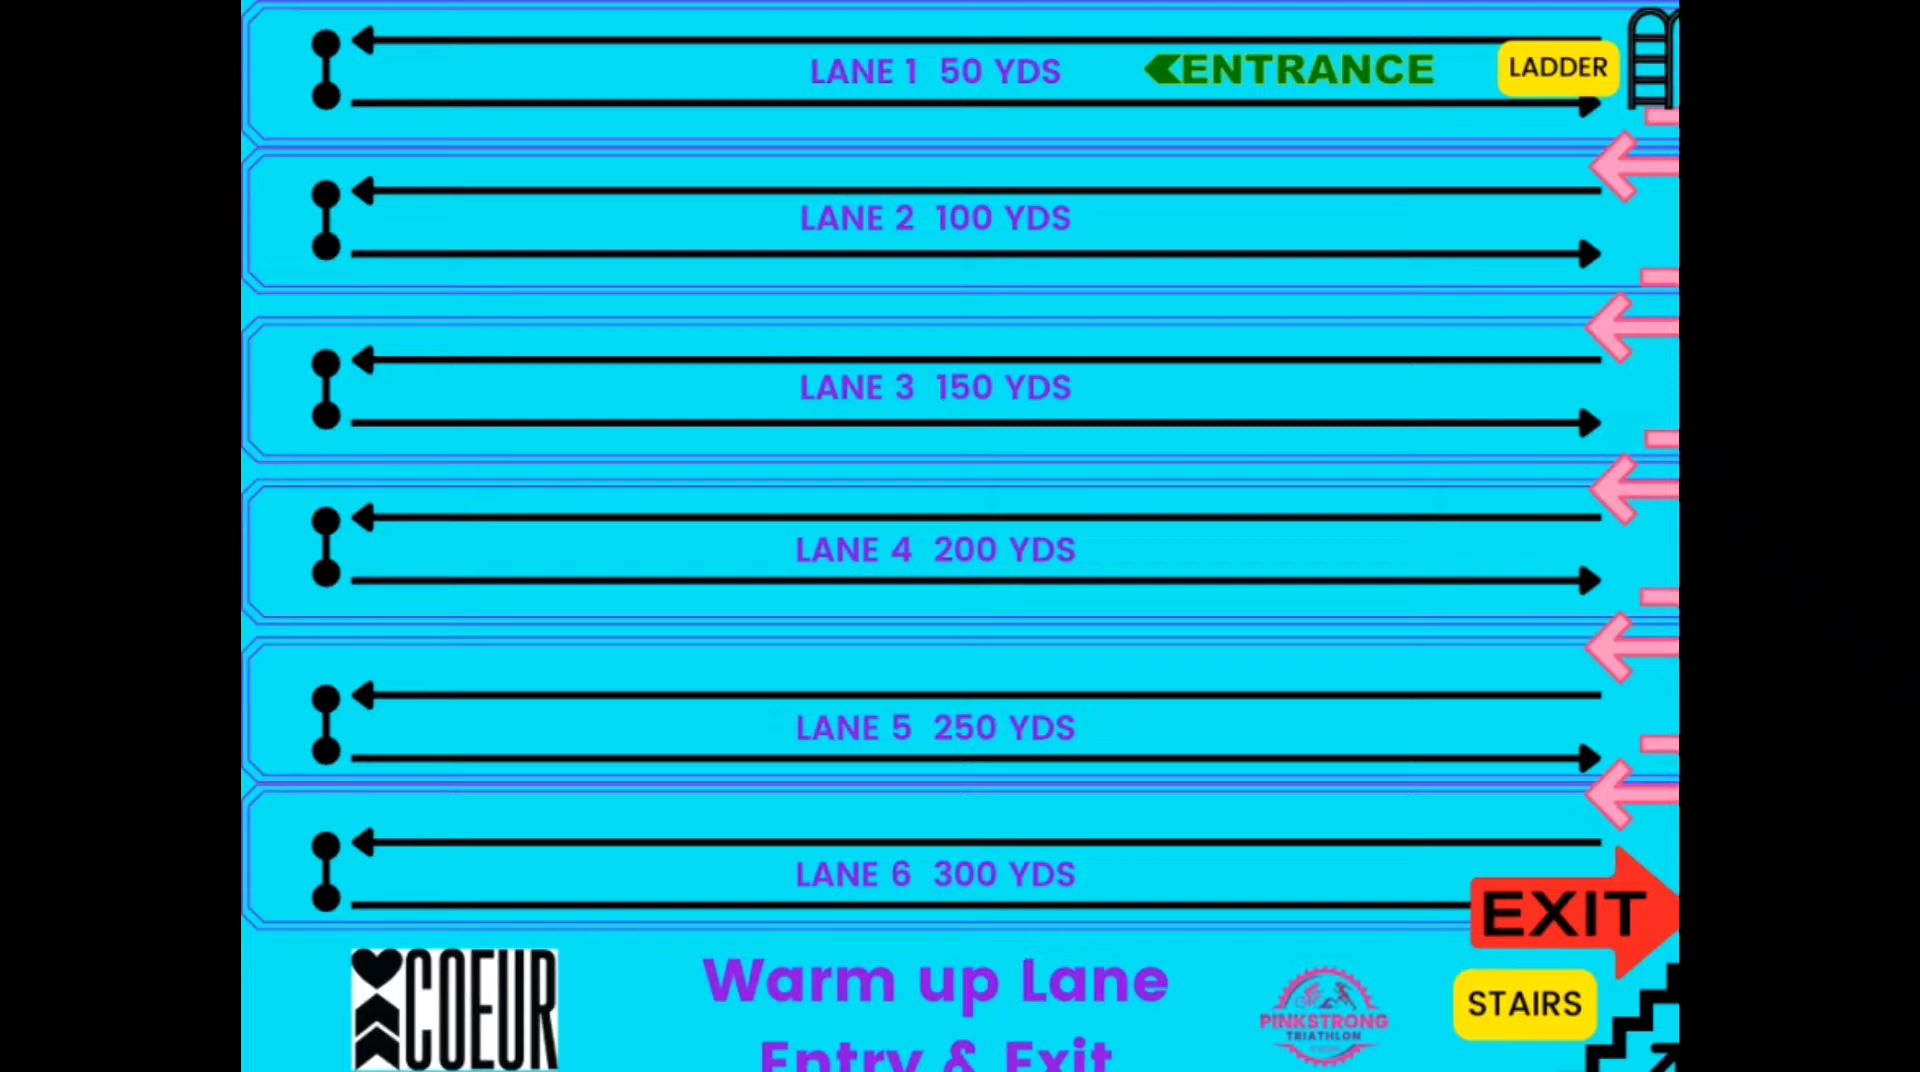 LANE 1 50 YDS
ENTRANCE
LADDER
LANE 2 100 YDS
LANE 3 150 YDS
LANE 4 200 YDS
LANE 5 250 YDS
LANE 6 300 YDS
EXIT
COEUR
Warm up Lane
Entry & Exit
PINKSTRONG
TRIATHLON
STAIRS